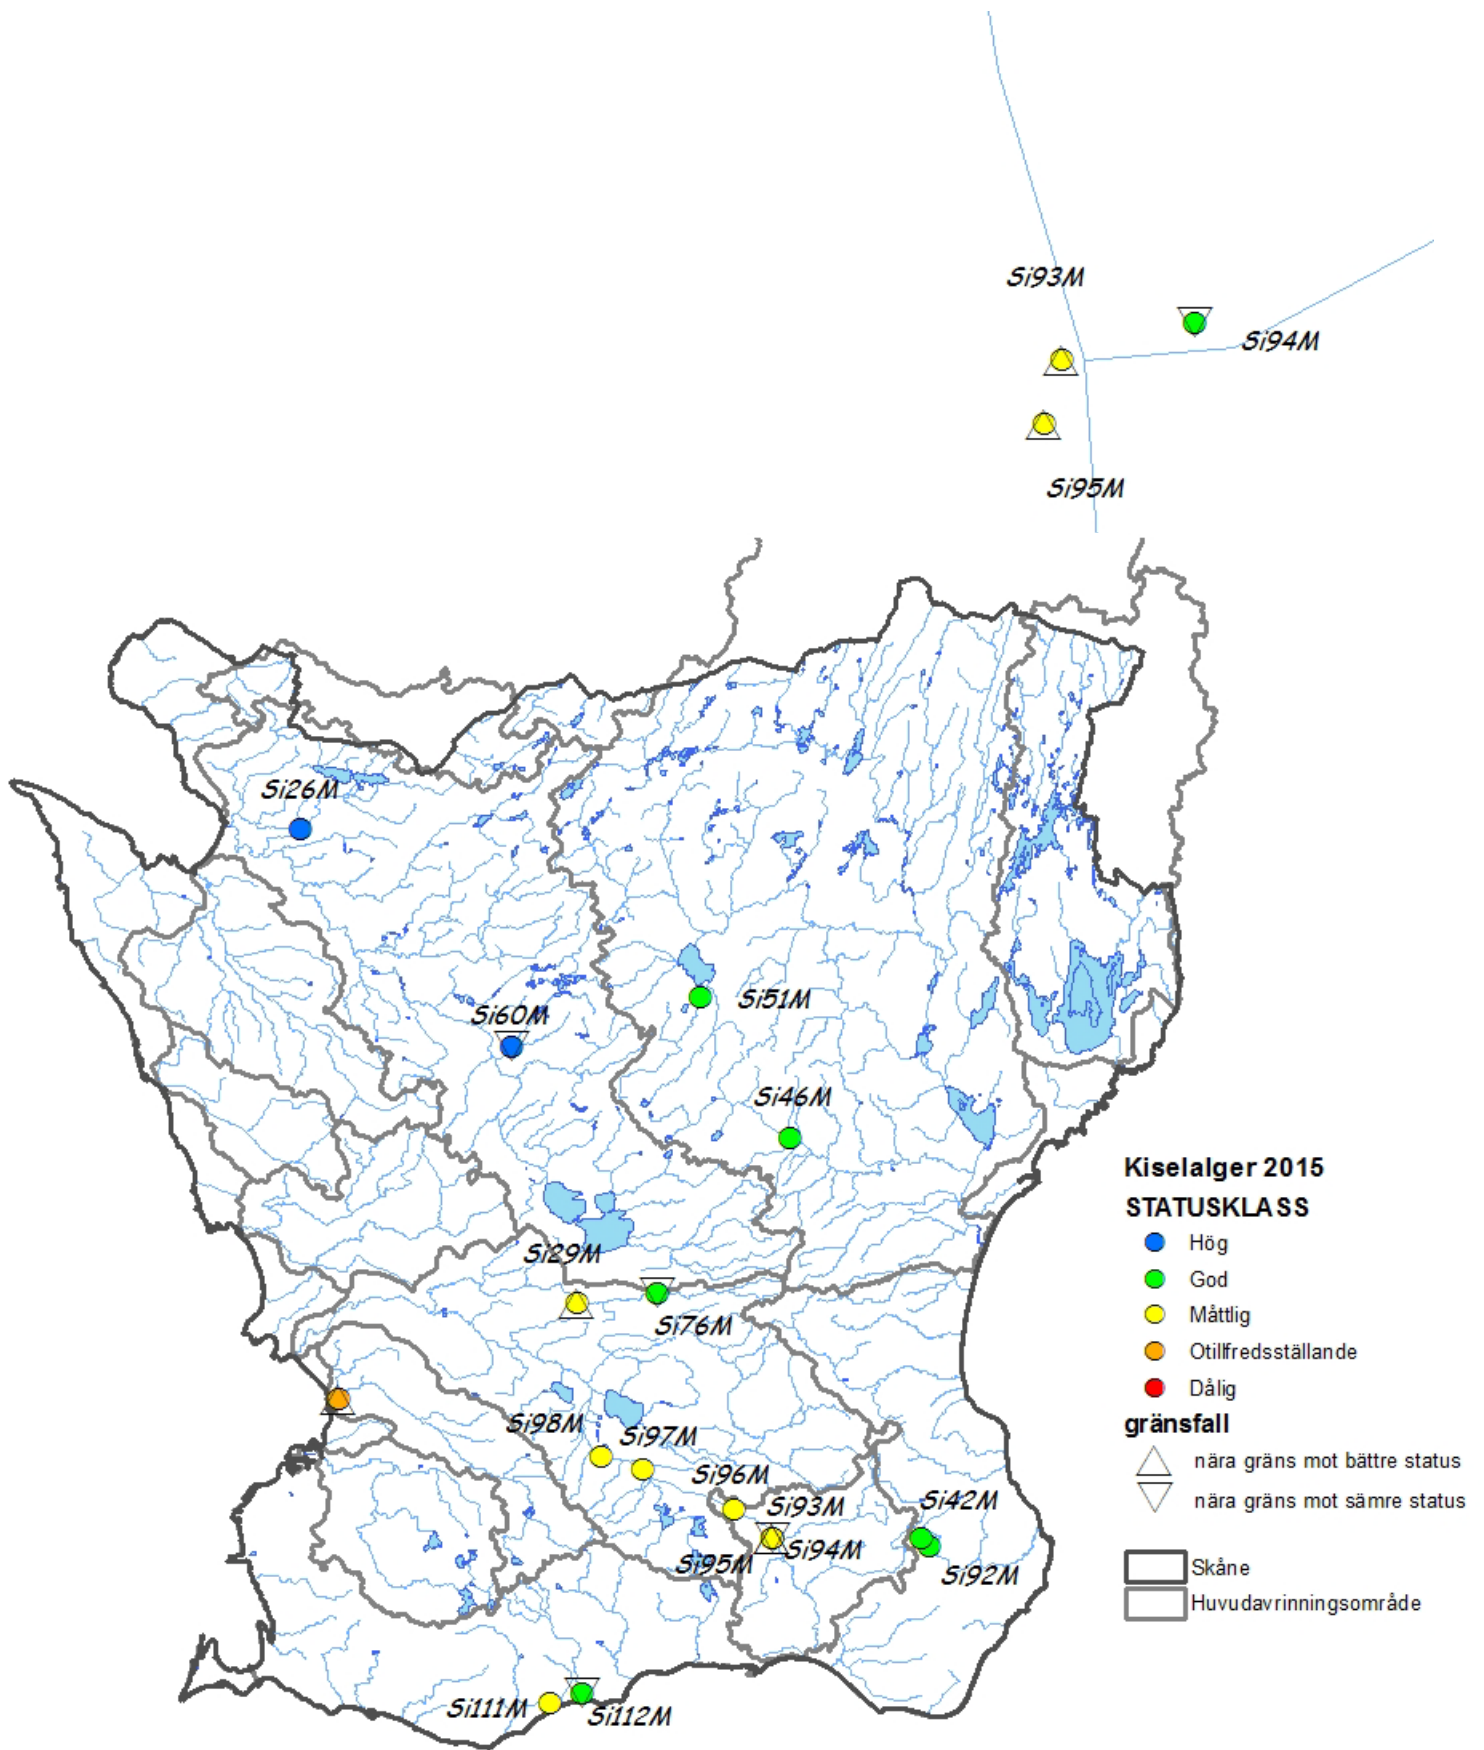 Si93M
Si94M
Si95M
Si26M
Si51M
Si60M
Si46M
Si29M
Si76M
Si98M
Si97M
Si96M
Si93M
Si42M
Si95M
Si94M
Si92M
Si111M
Si112M
Kiselalger 2015
STATUSKLASS
Hög
God
Måttlig
Otillfredsställande
Dålig
gränsfall
nära gräns mot bättre status
nära gräns mot sämre status
Skåne
Huvudavrinningsområde